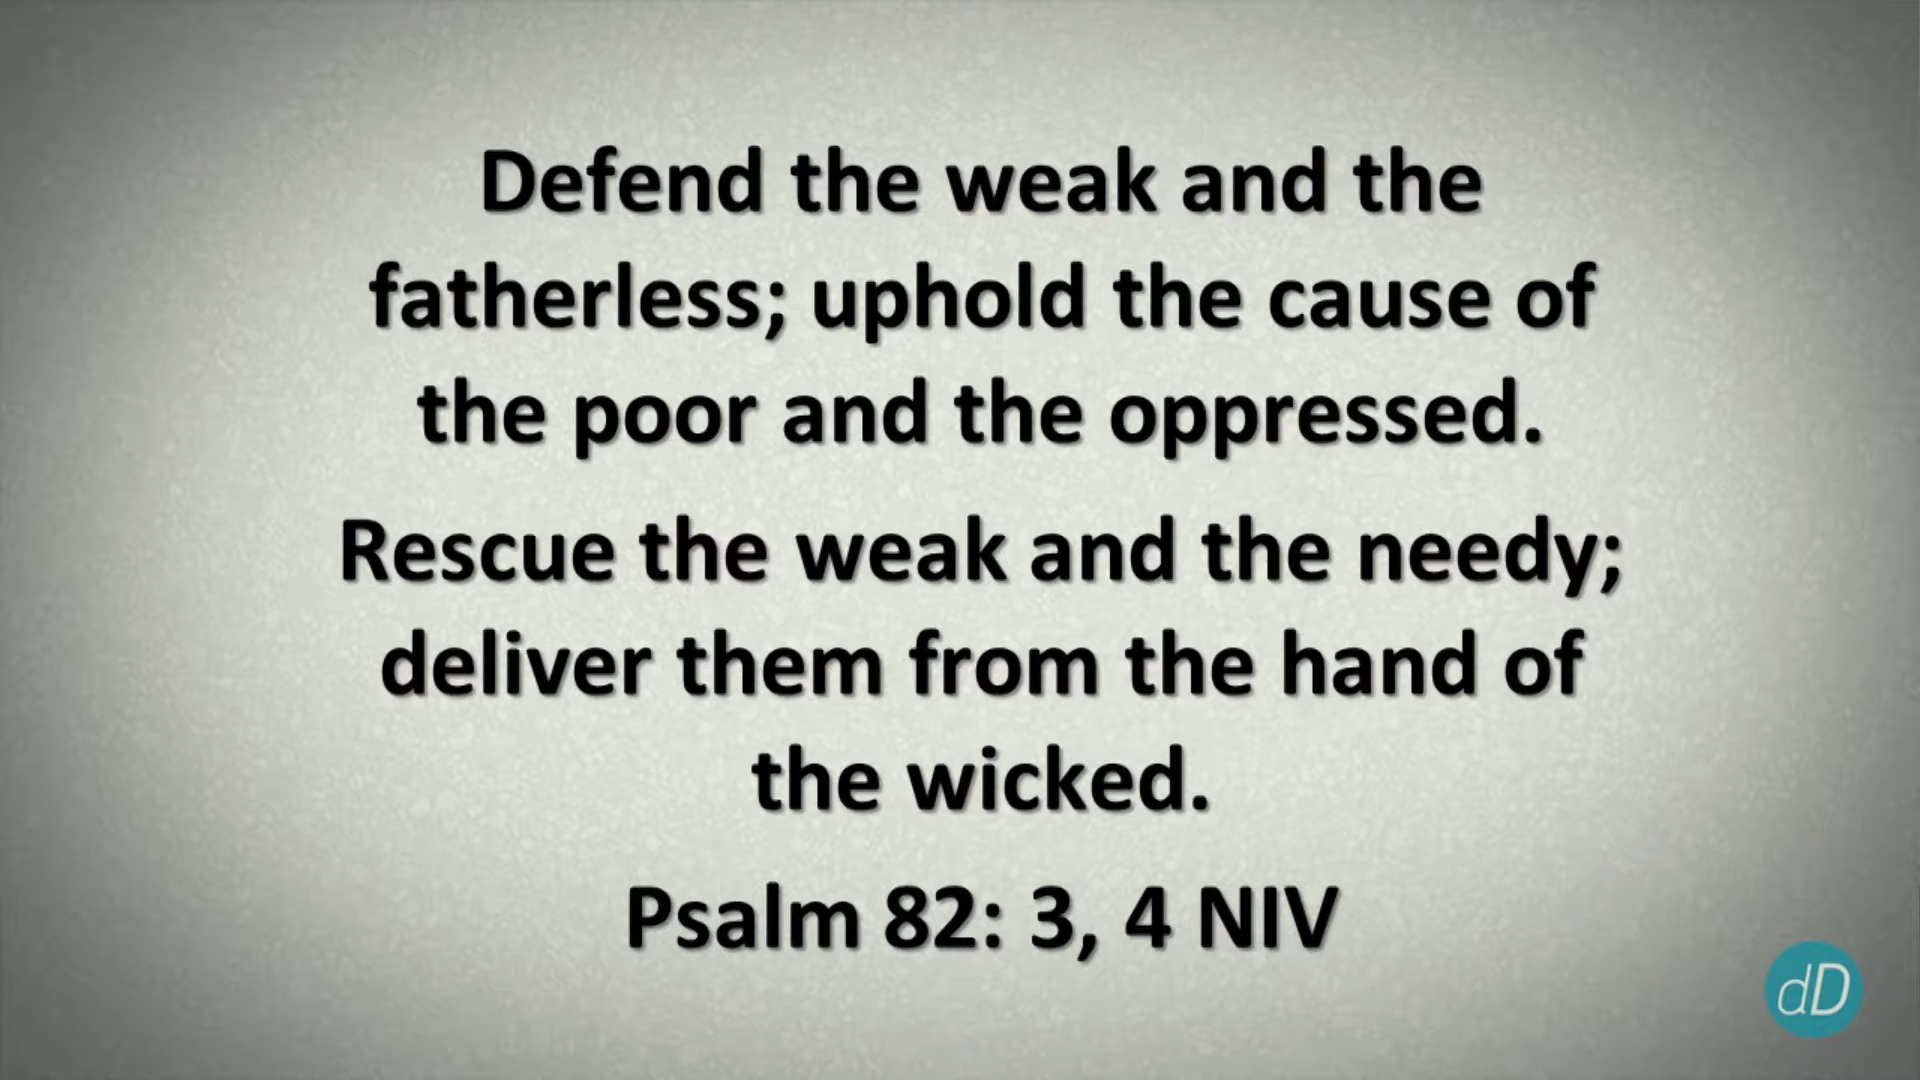 Defend the weak and the
fatherless; uphold the cause of
the poor and the oppressed.
Rescue the weak and the needy;
deliver them from the hand of
the wicked.
Psalm 82: 3, 4 NIV
dD